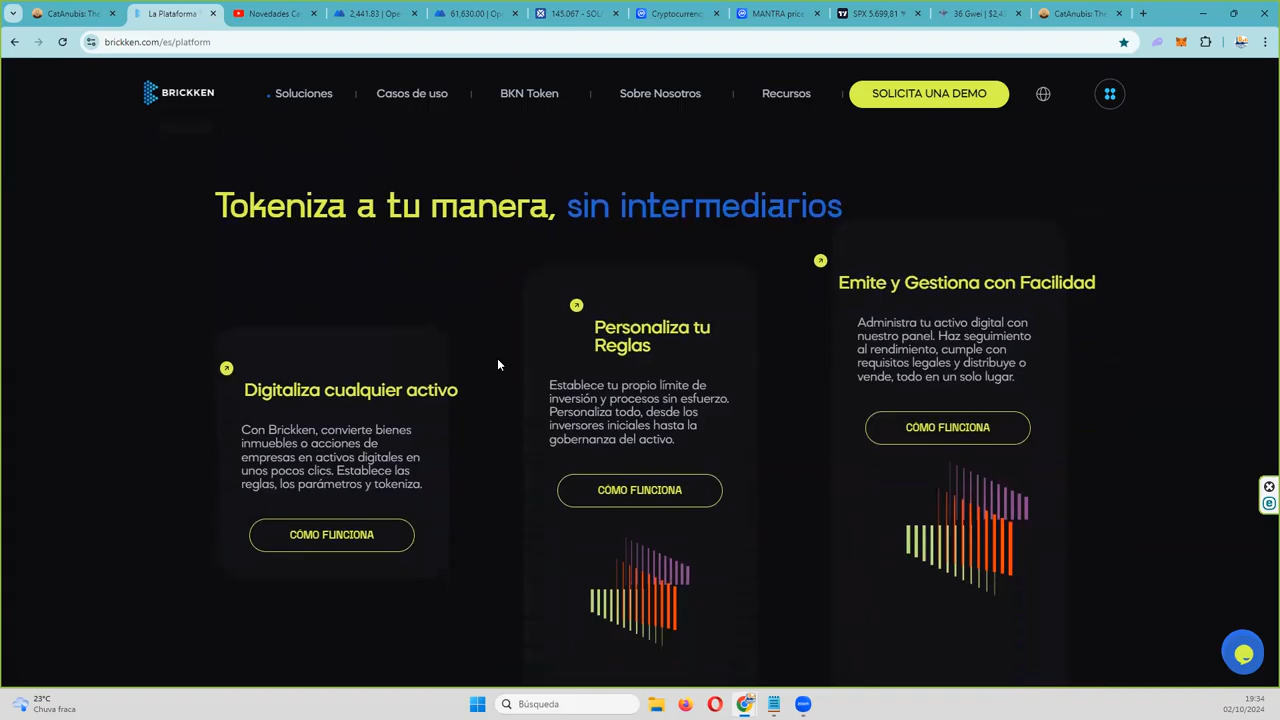 CatAnubis: The
La Plataforma
Novedades Ca
2,441.83 | Ope
61,630.00 | Ope
145.067 - SOL
Cryptocurrency
MANTRA price
SPX 5.699,81
36 Gwei | $2,4
CatAnubis: The
brickken.com/es/platform
BRICKKEN
Soluciones
Casos de uso
BKN Token
Sobre Nosotros
Recursos
SOLICITA UNA DEMO
Tokeniza a tu manera, sin intermediarios
Digitaliza cualquier activo
Con Brickken, convierte bienes
inmuebles o acciones de
empresas en activos digitales en
unos pocos clics. Establece las
reglas, los parámetros y tokeniza.
CÓMO FUNCIONA
Personaliza tu
Reglas
Establece tu propio límite de
inversión y procesos sin esfuerzo.
Personaliza todo, desde los
inversores iniciales hasta la
gobernanza del activo.
CÓMO FUNCIONA
Emite y Gestiona con Facilidad
Administra tu activo digital con
nuestro panel. Haz seguimiento
al rendimiento, cumple con
requisitos legales y distribuye o
vende, todo en un solo lugar.
CÓMO FUNCIONA
23°C
Chuva fraca
Búsqueda
zoom
19:34
02/10/2024